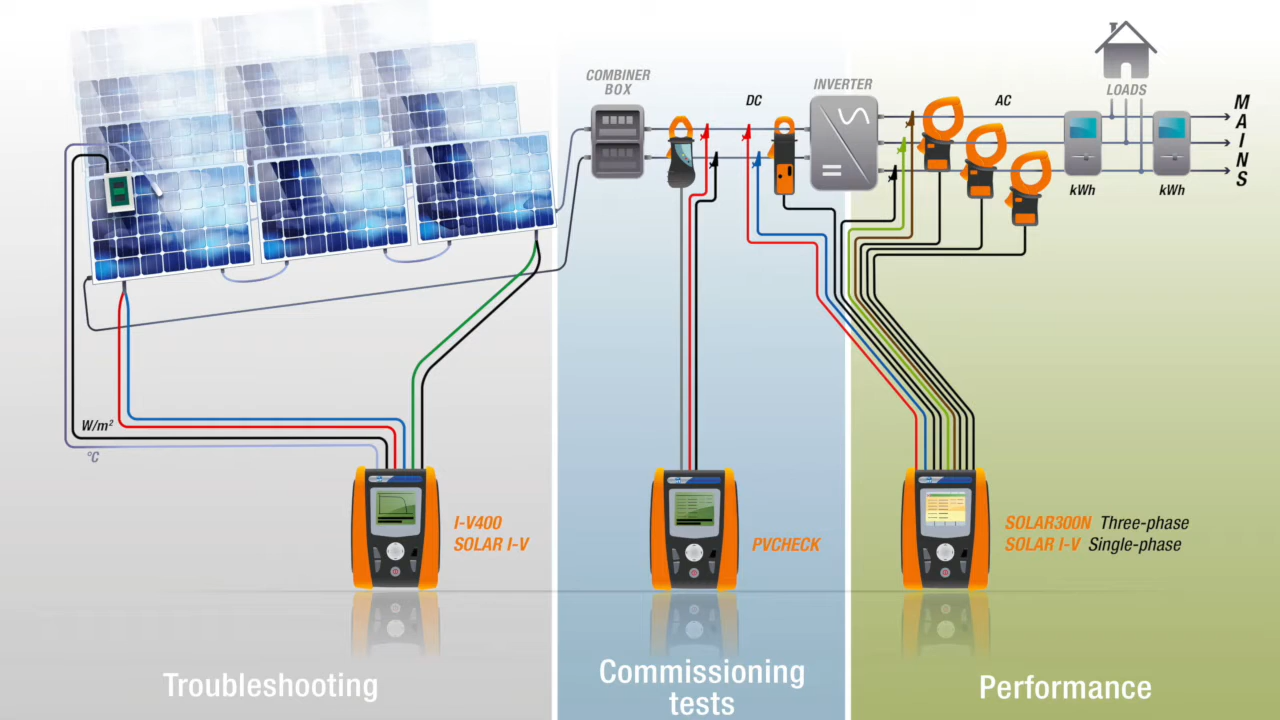 COMBINER
BOX
DC
INVERTER
AC
LOADS
kWh
kWh
MAINS
W/m²
°C
I-V400
SOLAR I-V
PVCHECK
SOLAR300N Three-phase
SOLAR I-V Single-phase
Troubleshooting
Commissioning
tests
Performance